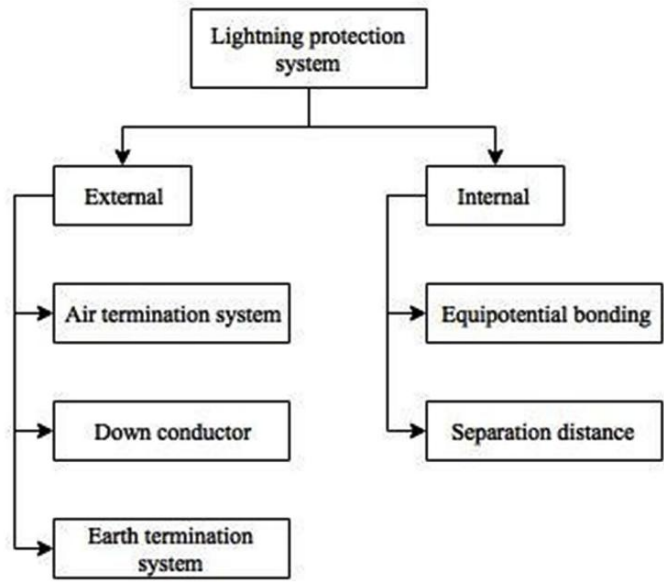 Lightning protection
system
External
Internal
Air termination system
Equipotential bonding
Down conductor
Separation distance
Earth termination
system